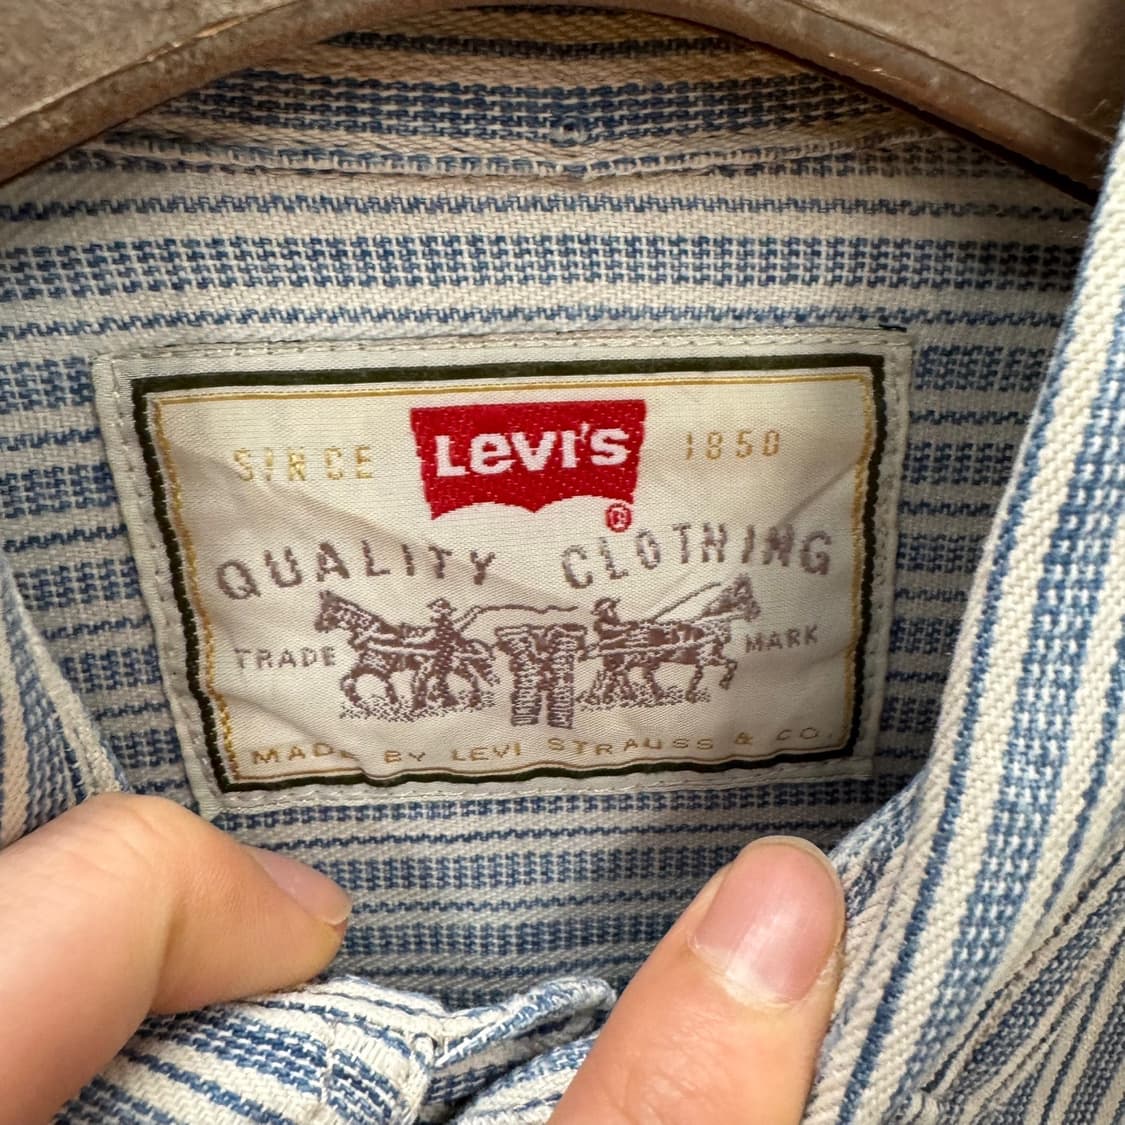 SINCE LEVI'S 1850
®
QUALITY CLOTHING
TRADE MARK
MADE BY LEVI STRAUSS & CO.